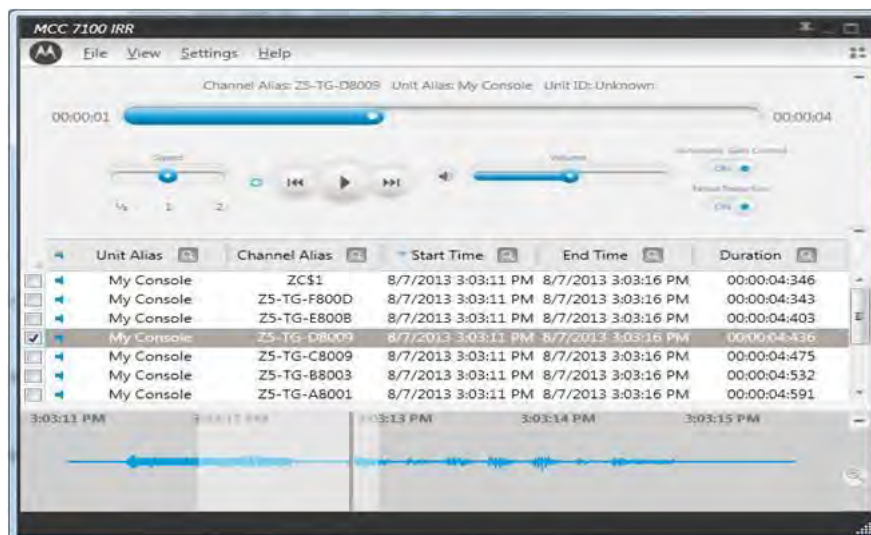 MCC 7100 IRR
File View Settings Help
Channel Alias: Z5-TG-D8009 Unit Alias: My Console Unit ID: Unknown
00:00:01 00:00:04
Speed Volume Automatic Gain Control
ON
Noise Reduction
½ 1 2 ON
Unit Alias Channel Alias Start Time End Time Duration
My Console ZC$1 8/7/2013 3:03:11 PM 8/7/2013 3:03:16 PM 00:00:04:346
My Console Z5-TG-F800D 8/7/2013 3:03:11 PM 8/7/2013 3:03:16 PM 00:00:04:343
My Console Z5-TG-E800B 8/7/2013 3:03:11 PM 8/7/2013 3:03:16 PM 00:00:04:403
My Console Z5-TG-D8009 8/7/2013 3:03:11 PM 8/7/2013 3:03:16 PM 00:00:04:436
My Console Z5-TG-C8009 8/7/2013 3:03:11 PM 8/7/2013 3:03:16 PM 00:00:04:475
My Console Z5-TG-B8003 8/7/2013 3:03:11 PM 8/7/2013 3:03:16 PM 00:00:04:532
My Console Z5-TG-A8001 8/7/2013 3:03:11 PM 8/7/2013 3:03:16 PM 00:00:04:591
3:03:11 PM 3:03:12 PM 3:03:13 PM 3:03:14 PM 3:03:15 PM